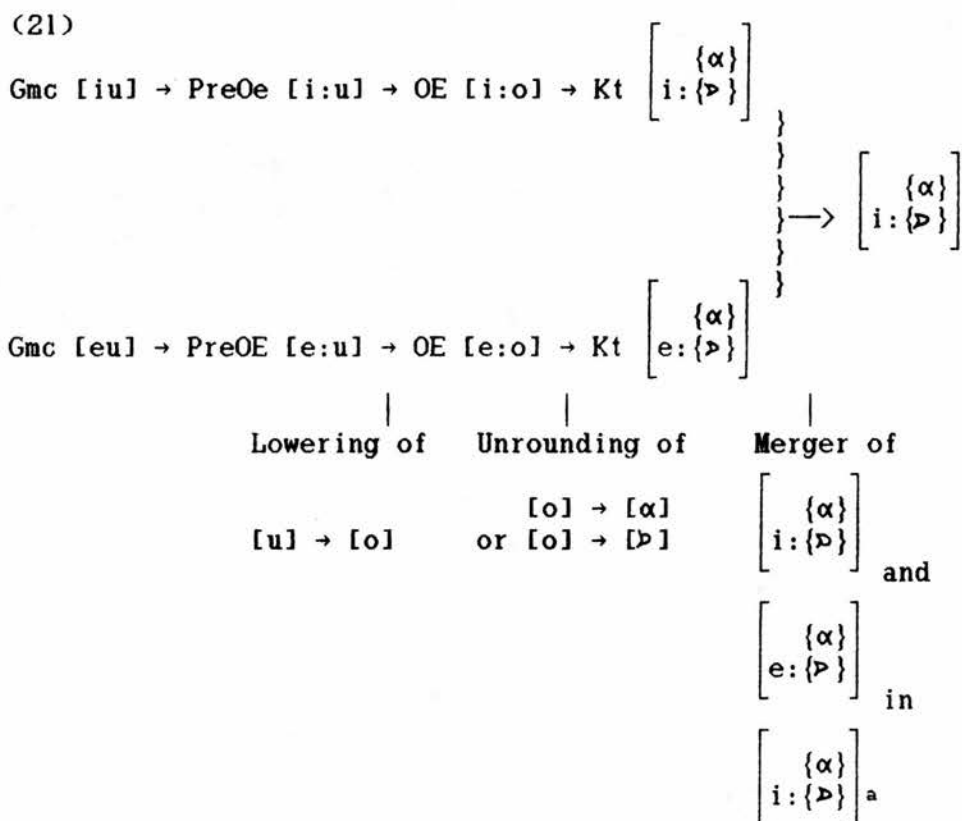 (21)
{α}
Gmc [iu] → PreOe [i:u] → OE [i:o] → Kt [i:{ɒ}]
}
}
}
{α}
}—> [i:{ɒ}]
}
}
{α}
Gmc [eu] → PreOE [e:u] → OE [e:o] → Kt [e:{ɒ}]
| | |
Lowering of Unrounding of Merger of
[o] → [α] {α}
[u] → [o] or [o] → [ɒ] [i:{ɒ}]
and
{α}
[e:{ɒ}]
in
{α}
[i:{ɒ}] a